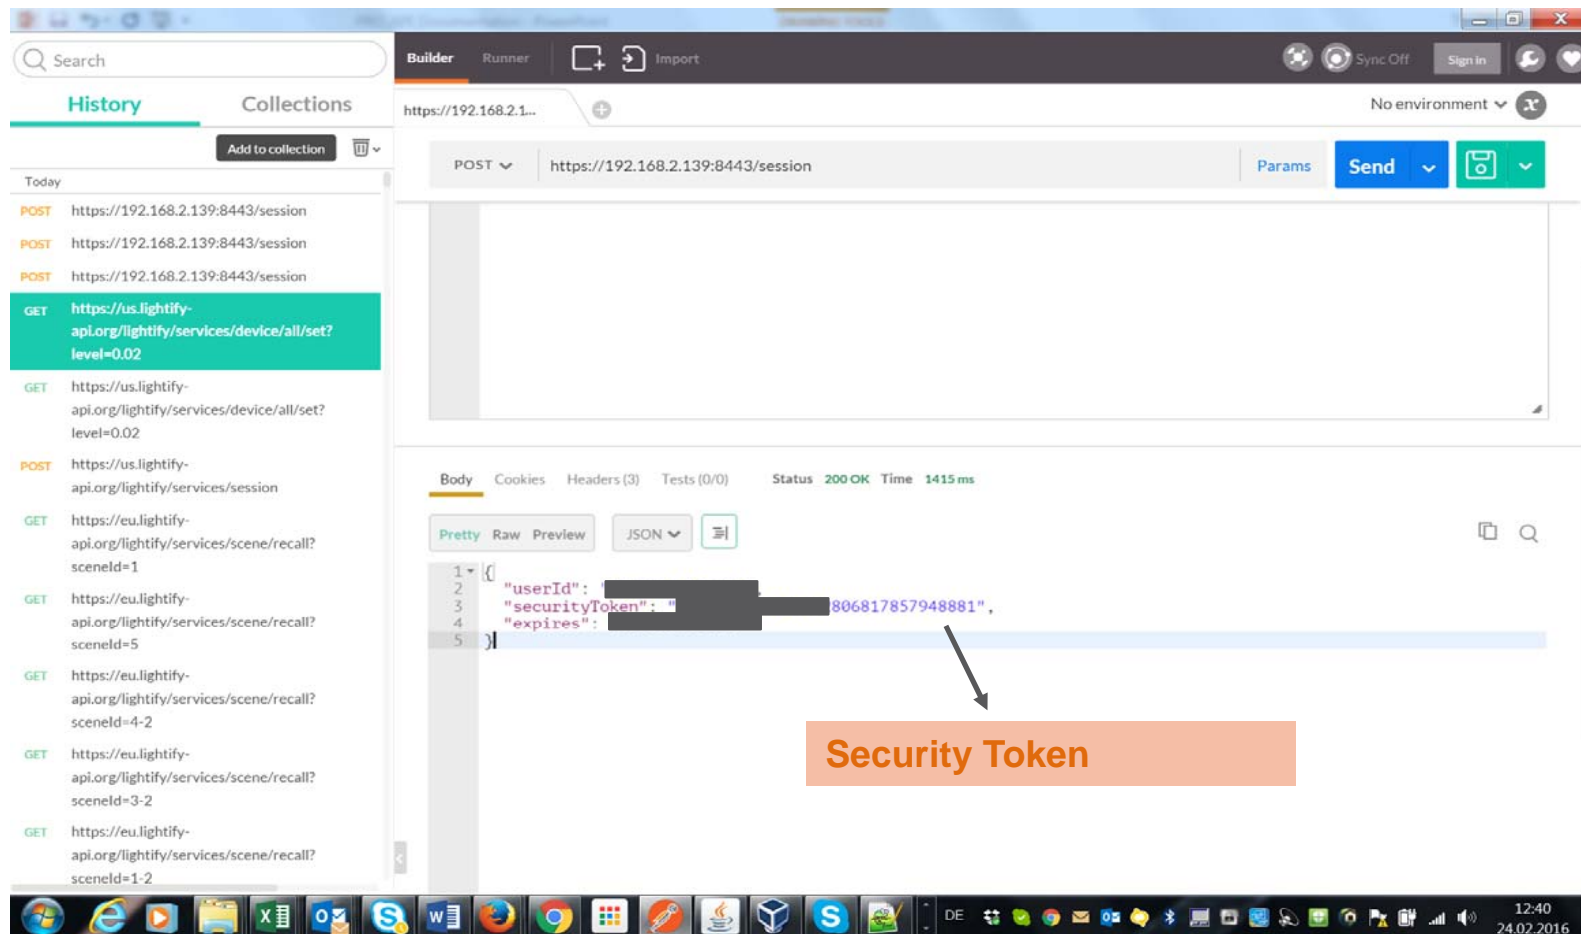 Search
Builder Runner Import Sync Off Sign in
History Collections
https://192.168.2.1... No environment
Add to collection
POST https://192.168.2.139:8443/session Params Send
Today
POST https://192.168.2.139:8443/session
POST https://192.168.2.139:8443/session
POST https://192.168.2.139:8443/session
GET https://us.lightify-
api.org/lightify/services/device/all/set?
level=0.02
GET https://us.lightify-
api.org/lightify/services/device/all/set?
level=0.02
POST https://us.lightify-
api.org/lightify/services/session
GET https://eu.lightify-
api.org/lightify/services/scene/recall?
sceneId=1
GET https://eu.lightify-
api.org/lightify/services/scene/recall?
sceneId=5
GET https://eu.lightify-
api.org/lightify/services/scene/recall?
sceneId=4-2
GET https://eu.lightify-
api.org/lightify/services/scene/recall?
sceneId=3-2
GET https://eu.lightify-
api.org/lightify/services/scene/recall?
sceneId=1-2
Body Cookies Headers (3) Tests (0/0) Status 200 OK Time 1415 ms
Pretty Raw Preview JSON
1 {
2 "userId": "
3 "securityToken": " 806817857948881",
4 "expires":
5 }
Security Token
DE 12:40
24.02.2016